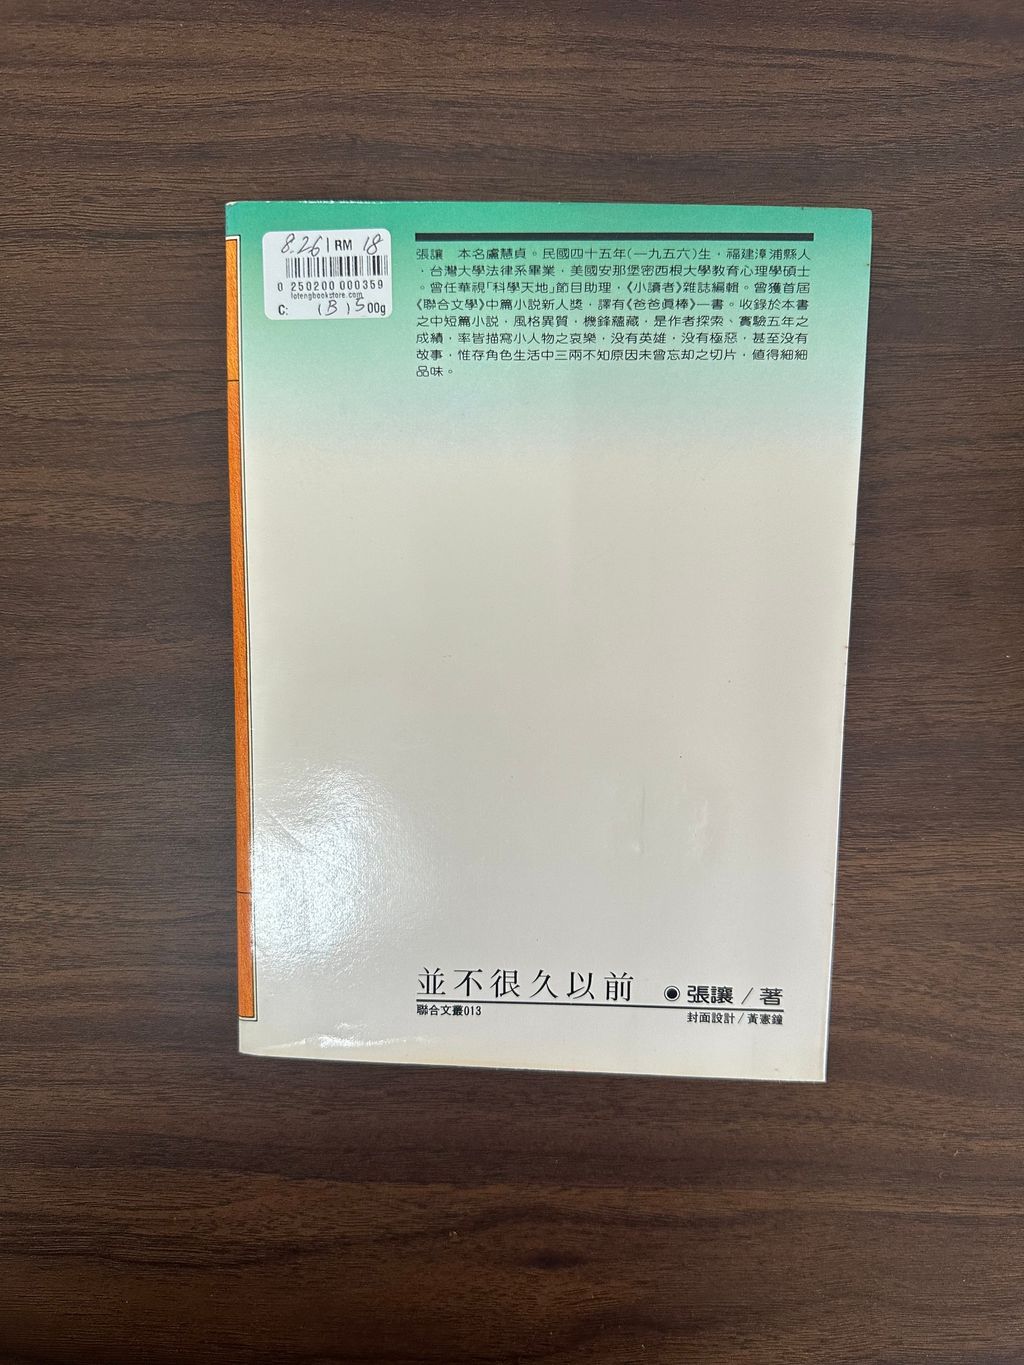 8.26 | RM 18
0 250200 000359
lotengbookstore.com
C: (B) S 00g
張讓　本名盧慧貞。民國四十五年(一九五六)生，福建漳浦縣人
，台灣大學法律系畢業，美國安那堡密西根大學教育心理學碩士
。曾任華視「科學天地」節目助理，《小讀者》雜誌編輯。曾獲首屆
《聯合文學》中篇小說新人獎，譯有《爸爸眞棒》一書。收錄於本書
之中短篇小說，風格異質，機鋒蘊藏，是作者探索、實驗五年之
成績，率皆描寫小人物之哀樂，没有英雄，没有極惡，甚至没有
故事，惟存角色生活中三兩不知原因未曾忘却之切片，値得細細
品味。
並不很久以前 ●張讓／著
聯合文叢013 封面設計／黃憲鐘